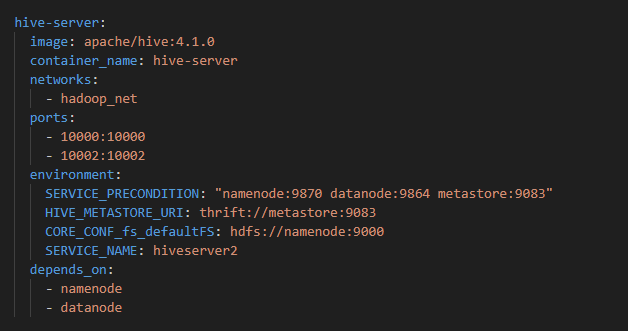 hive-server:
image: apache/hive:4.1.0
container_name: hive-server
networks:
- hadoop_net
ports:
- 10000:10000
- 10002:10002
environment:
SERVICE_PRECONDITION: "namenode:9870 datanode:9864 metastore:9083"
HIVE_METASTORE_URI: thrift://metastore:9083
CORE_CONF_fs_defaultFS: hdfs://namenode:9000
SERVICE_NAME: hiveserver2
depends_on:
- namenode
- datanode